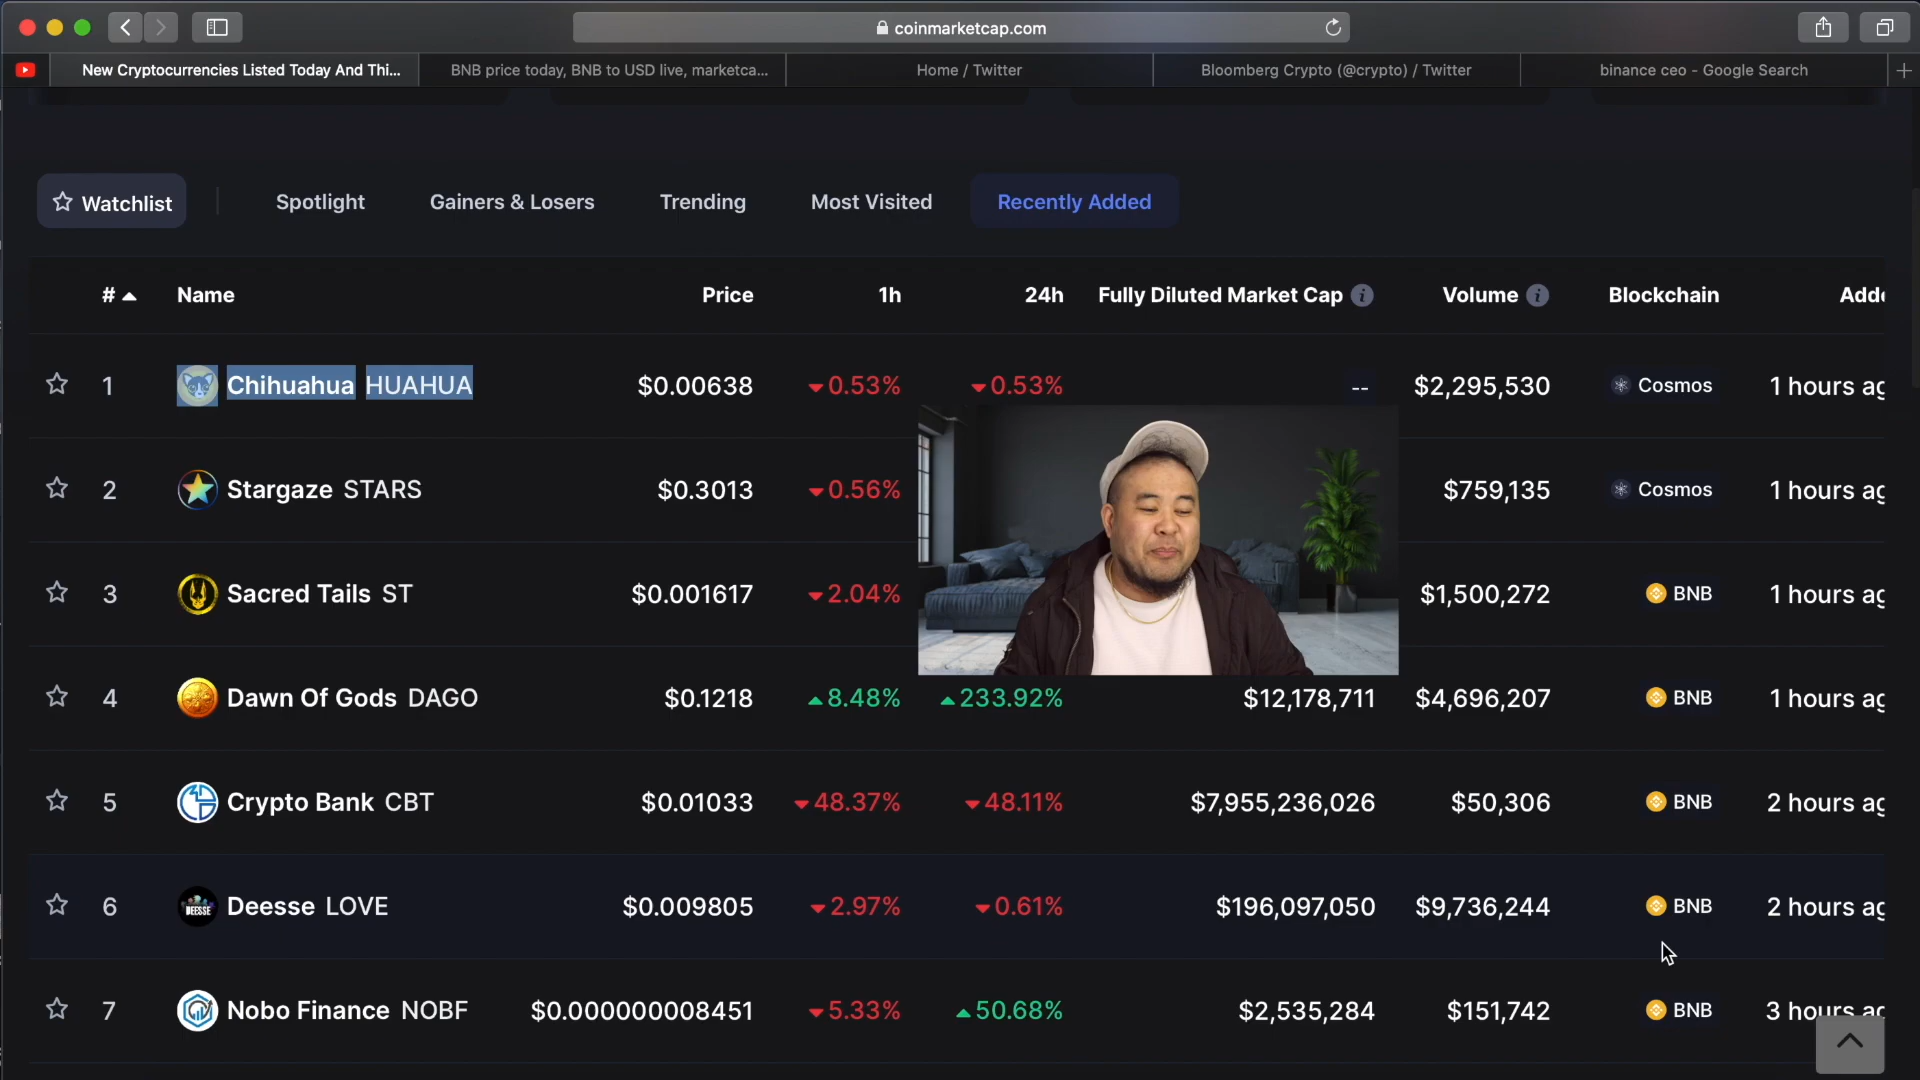 coinmarketcap.com
New Cryptocurrencies Listed Today And Thi... BNB price today, BNB to USD live, marketca... Home / Twitter Bloomberg Crypto (@crypto) / Twitter binance ceo - Google Search
Watchlist Spotlight Gainers & Losers Trending Most Visited Recently Added
# Name Price 1h 24h Fully Diluted Market Cap Volume Blockchain Adde
1 Chihuahua HUAHUA $0.00638 0.53% 0.53% -- $2,295,530 Cosmos 1 hours ag
2 Stargaze STARS $0.3013 0.56% $759,135 Cosmos 1 hours ag
3 Sacred Tails ST $0.001617 2.04% $1,500,272 BNB 1 hours ag
4 Dawn Of Gods DAGO $0.1218 8.48% 233.92% $12,178,711 $4,696,207 BNB 1 hours ag
5 Crypto Bank CBT $0.01033 48.37% 48.11% $7,955,236,026 $50,306 BNB 2 hours ag
6 DEESSE Deesse LOVE $0.009805 2.97% 0.61% $196,097,050 $9,736,244 BNB 2 hours ag
7 Nobo Finance NOBF $0.000000008451 5.33% 50.68% $2,535,284 $151,742 BNB 3 hours ag